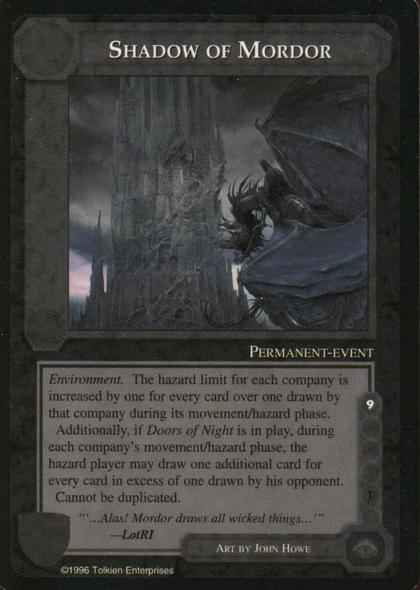 SHADOW OF MORDOR
PERMANENT-EVENT
Environment. The hazard limit for each company is
increased by one for every card over one drawn by
that company during its movement/hazard phase.
Additionally, if Doors of Night is in play, during
each company's movement/hazard phase, the
hazard player may draw one additional card for
every card in excess of one drawn by his opponent.
Cannot be duplicated.
9
"'...Alas! Mordor draws all wicked things...'"
—LotRI
ART BY JOHN HOWE
©1996 Tolkien Enterprises